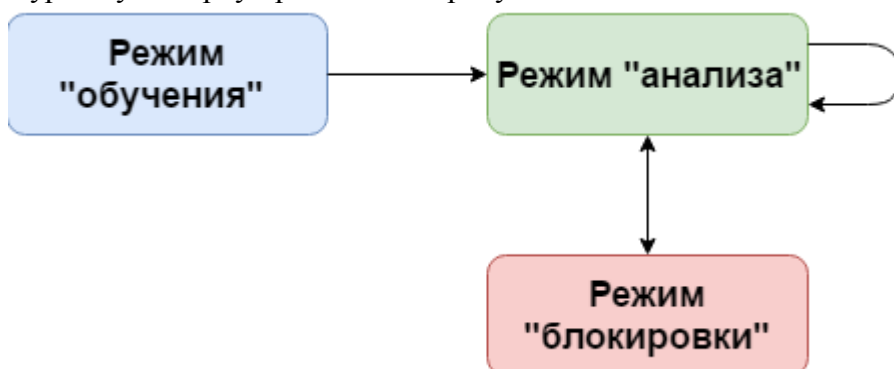 Режим
"обучения"
Режим "анализа"
Режим
"блокировки"